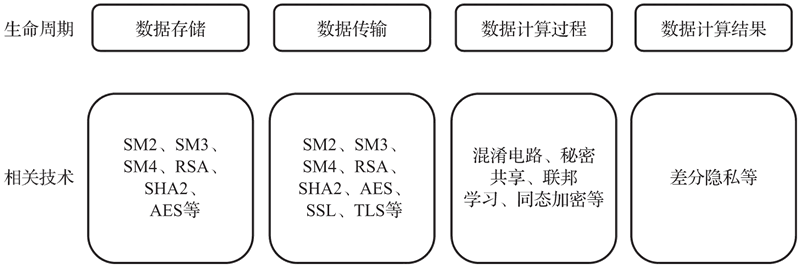 生命周期
数据存储
数据传输
数据计算过程
数据计算结果
相关技术
SM2、SM3、
SM4、RSA、
SHA2、
AES等
SM2、SM3、
SM4、RSA、
SHA2、AES、
SSL、TLS等
混淆电路、秘密
共享、联邦
学习、同态加密等
差分隐私等